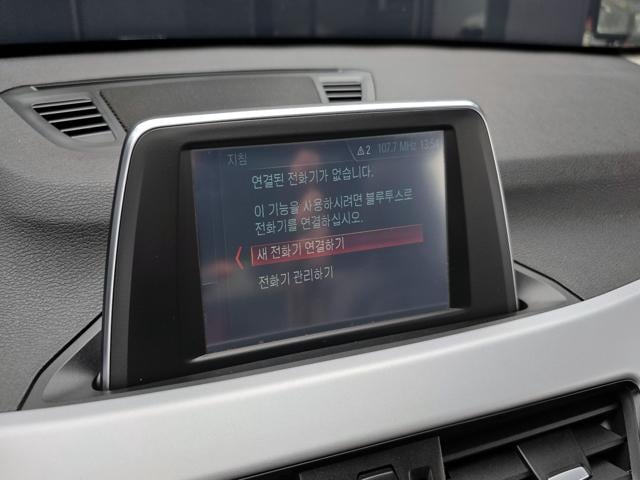 지침 ⚠2 107.7 MHz 13:54
연결된 전화기가 없습니다.
이 기능을 사용하시려면 블루투스로
전화기를 연결하십시오.
새 전화기 연결하기
전화기 관리하기